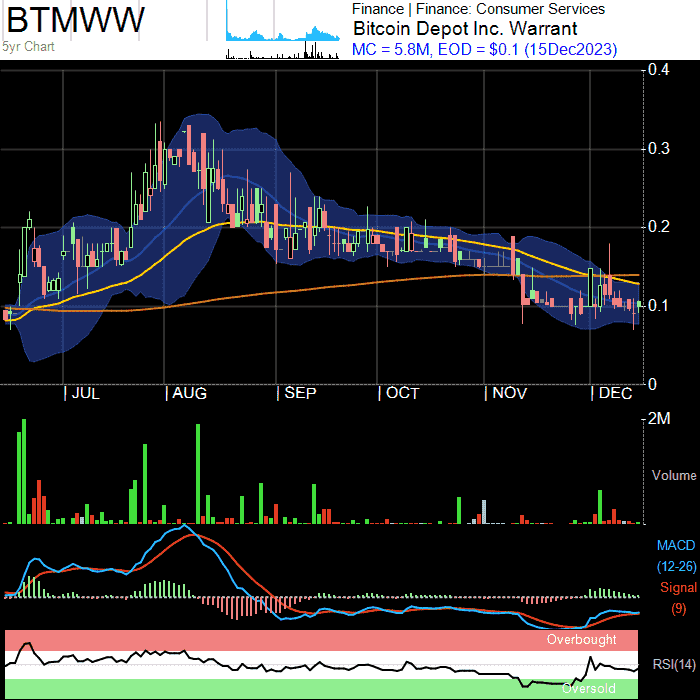 BTMWW
5yr Chart
Finance | Finance: Consumer Services
Bitcoin Depot Inc. Warrant
MC = 5.8M, EOD = $0.1 (15Dec2023)
0.4
0.3
0.2
0.1
0
| JUL | AUG | SEP | OCT | NOV | DEC
2M
Volume
MACD
(12-26)
Signal
(9)
Overbought
RSI(14)
Oversold